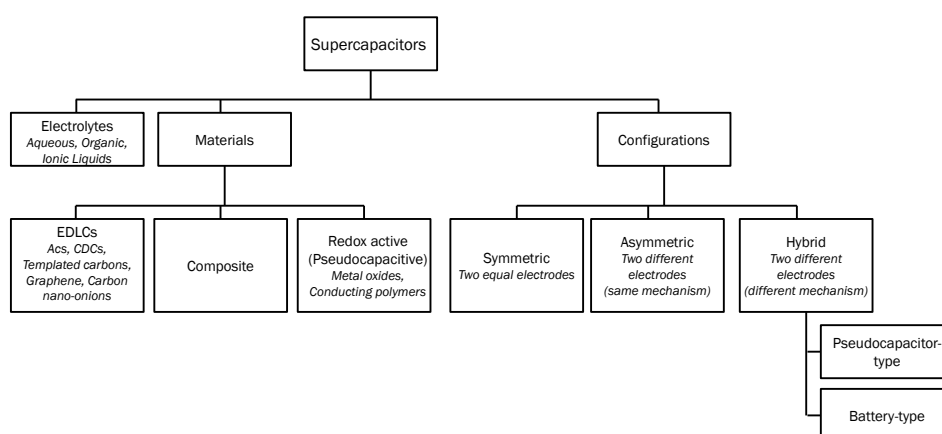 Supercapacitors
Electrolytes
Aqueous, Organic,
Ionic Liquids
Materials
Configurations
EDLCs
Acs, CDCs,
Templated carbons,
Graphene, Carbon
nano-onions
Composite
Redox active
(Pseudocapacitive)
Metal oxides,
Conducting polymers
Symmetric
Two equal electrodes
Asymmetric
Two different
electrodes
(same mechanism)
Hybrid
Two different
electrodes
(different mechanism)
Pseudocapacitor-
type
Battery-type